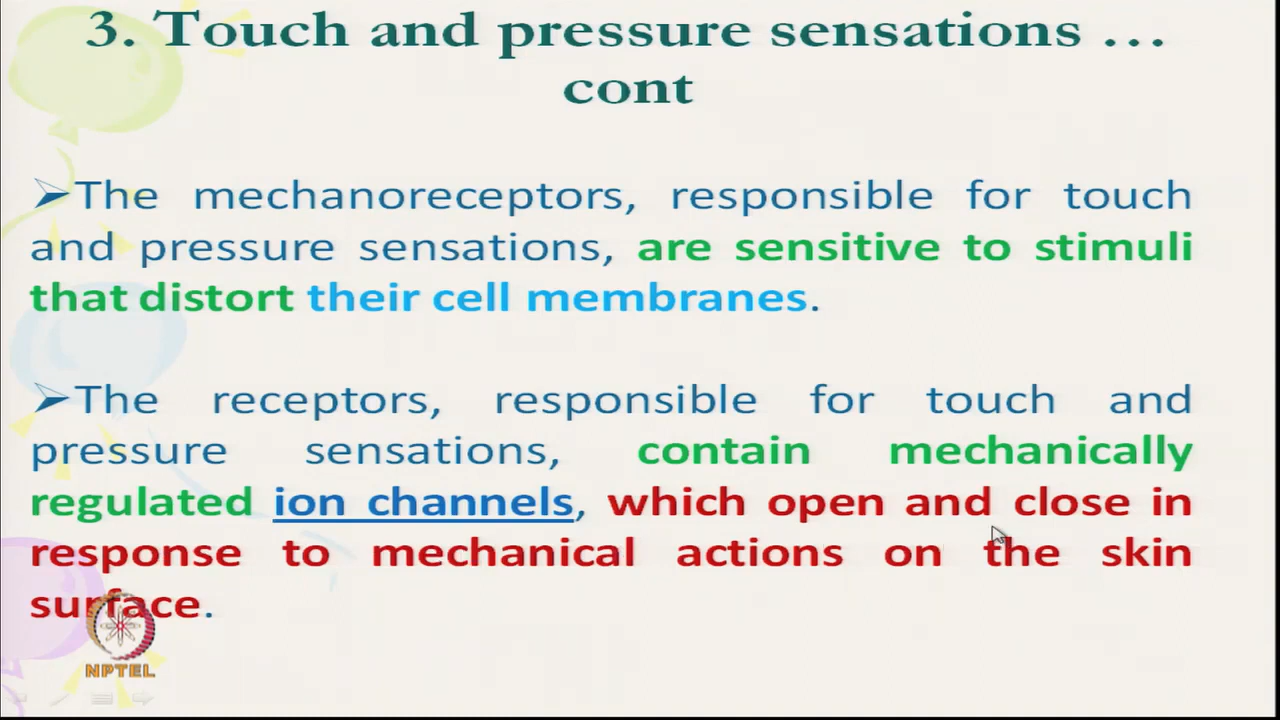 3. Touch and pressure sensations …
cont
➢The mechanoreceptors, responsible for touch
and pressure sensations, are sensitive to stimuli
that distort their cell membranes.
➢The receptors, responsible for touch and
pressure sensations, contain mechanically
regulated ion channels, which open and close in
response to mechanical actions on the skin
surface.
NPTEL